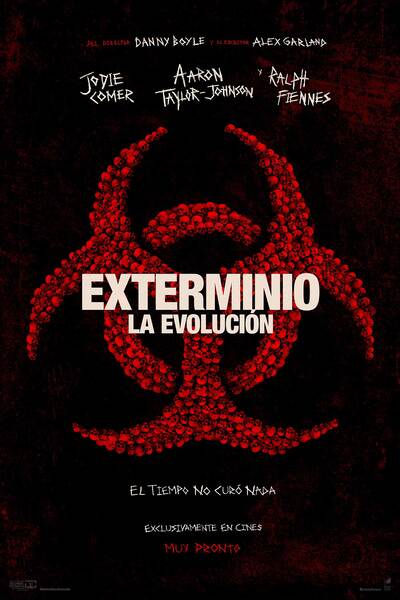 DEL DIRECTOR DANNY BOYLE Y EL ESCRITOR ALEX GARLAND
JODIE COMER
AARON TAYLOR-JOHNSON
Y RALPH FIENNES
EXTERMINIO
LA EVOLUCIÓN
EL TIEMPO NO CURÓ NADA
EXCLUSIVAMENTE EN CINES
MUY PRONTO